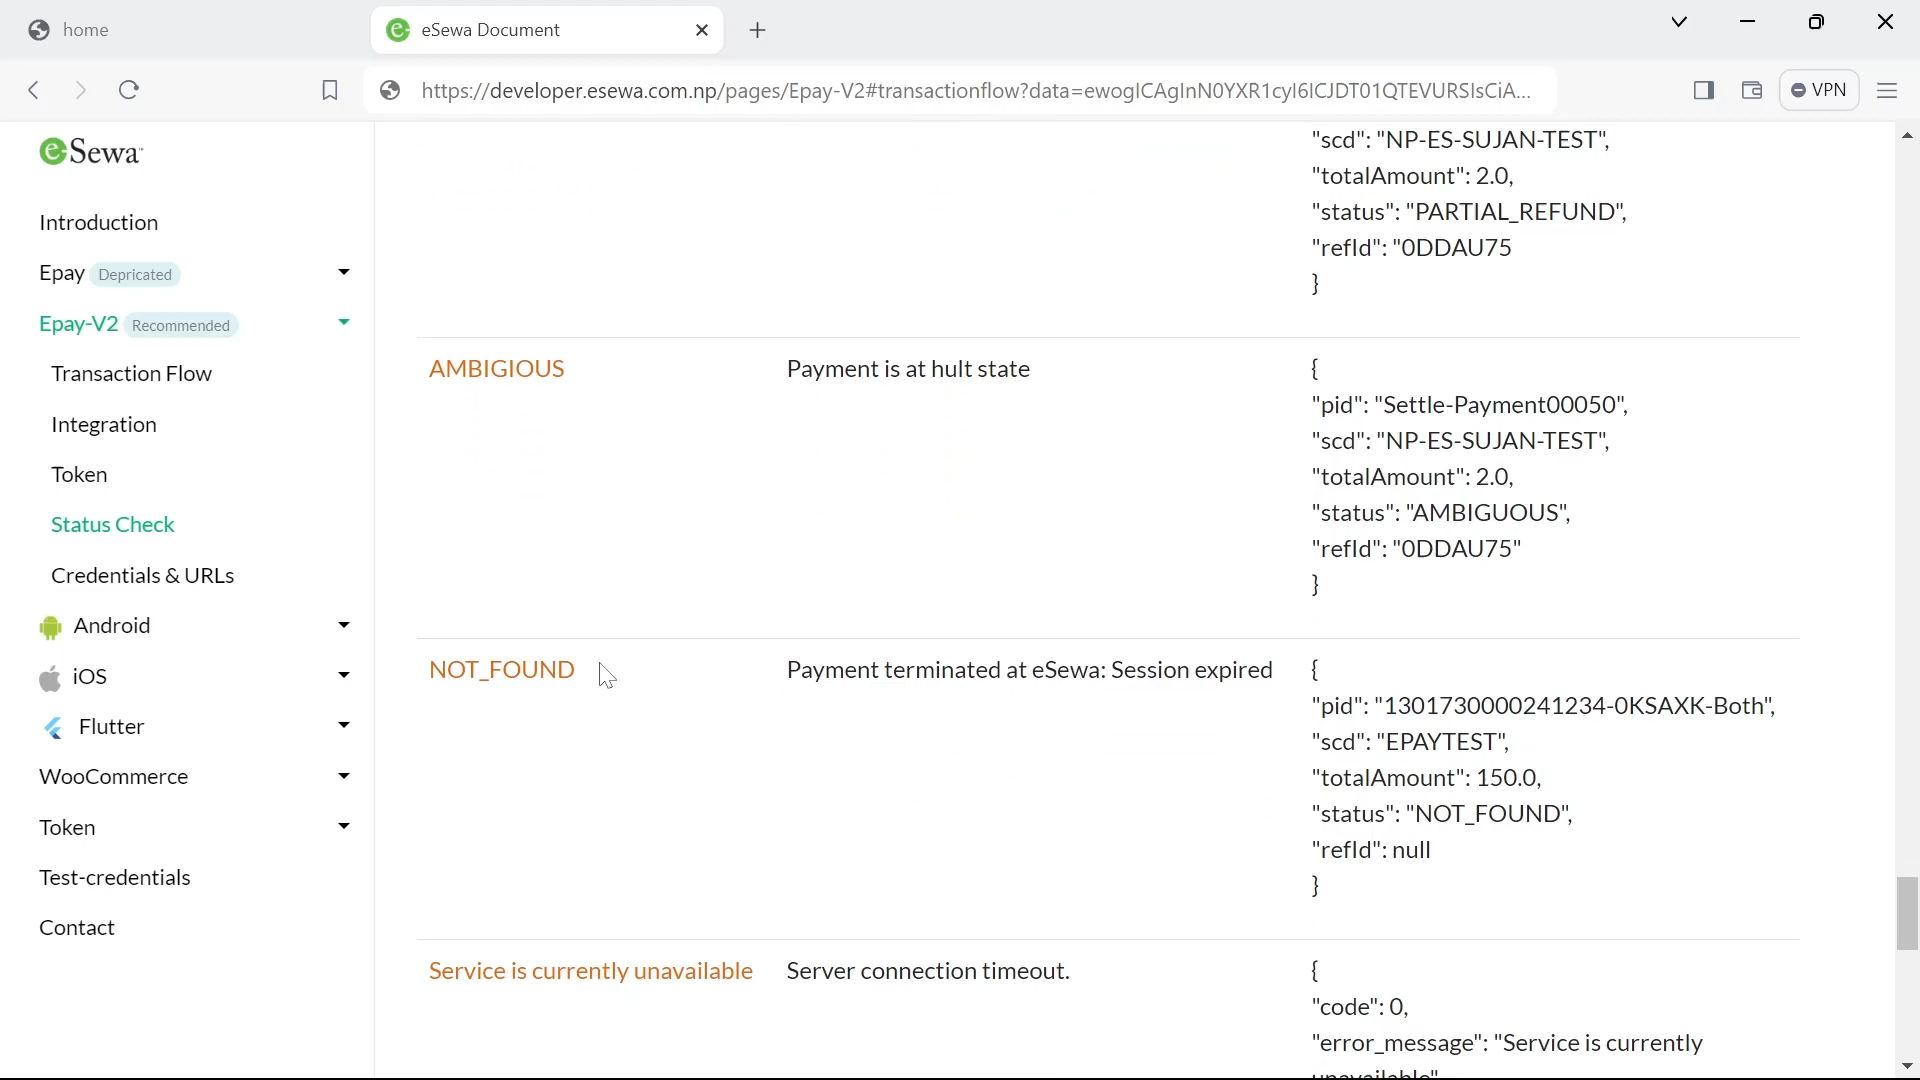 home
eSewa Document
https://developer.esewa.com.np/pages/Epay-V2#transactionflow?data=ewogICAgInN0YXR1cyI6ICJDT01QTEVURSIsCiA...
VPN
eSewa
Introduction
Epay Depricated
Epay-V2 Recommended
Transaction Flow
Integration
Token
Status Check
Credentials & URLs
Android
iOS
Flutter
WooCommerce
Token
Test-credentials
Contact
"scd": "NP-ES-SUJAN-TEST",
"totalAmount": 2.0,
"status": "PARTIAL_REFUND",
"refId": "0DDAU75
}
AMBIGIOUS
Payment is at hult state
{
"pid": "Settle-Payment00050",
"scd": "NP-ES-SUJAN-TEST",
"totalAmount": 2.0,
"status": "AMBIGUOUS",
"refId": "0DDAU75"
}
NOT_FOUND
Payment terminated at eSewa: Session expired
{
"pid": "1301730000241234-0KSAXK-Both",
"scd": "EPAYTEST",
"totalAmount": 150.0,
"status": "NOT_FOUND",
"refId": null
}
Service is currently unavailable
Server connection timeout.
{
"code": 0,
"error_message": "Service is currently
unavailable"